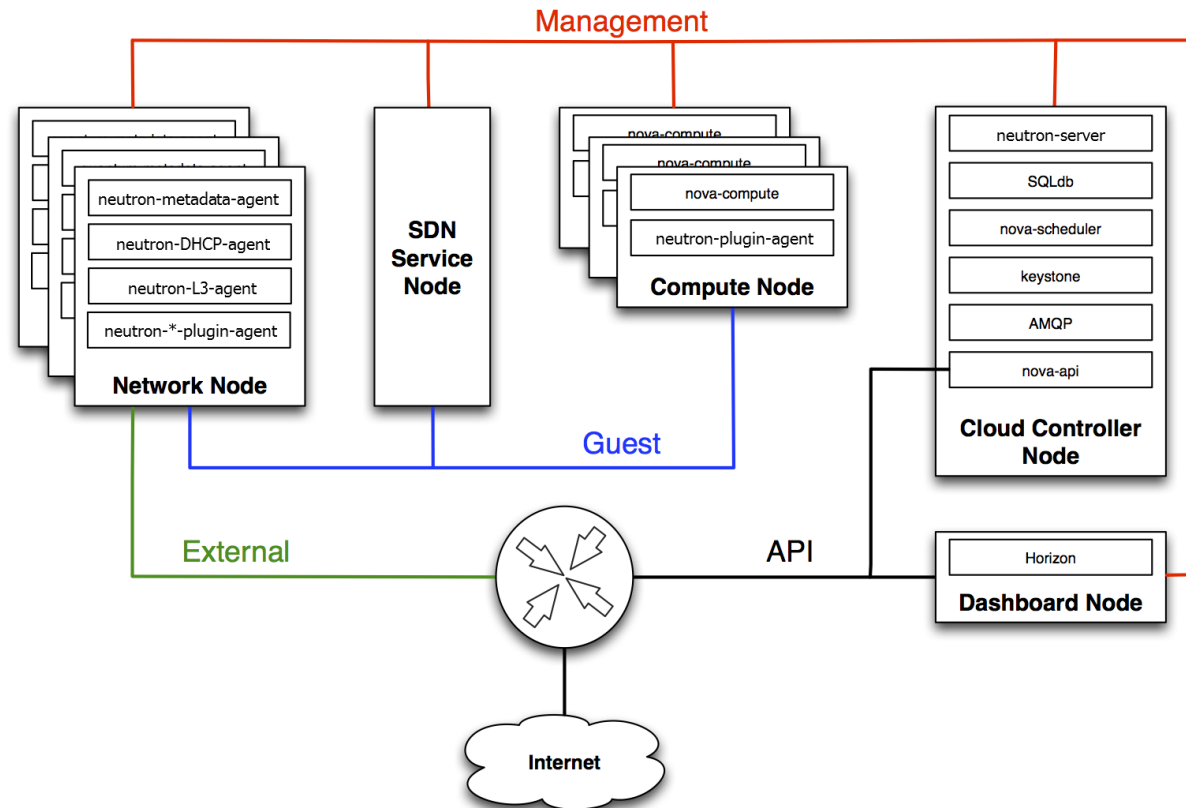 Management
neutron-metadata-agent
neutron-DHCP-agent
neutron-L3-agent
neutron-*-plugin-agent
Network Node
SDN
Service
Node
nova-compute
nova-compute
nova-compute
neutron-plugin-agent
Compute Node
neutron-server
SQLdb
nova-scheduler
keystone
AMQP
nova-api
Cloud Controller
Node
Guest
External
API
Horizon
Dashboard Node
Internet